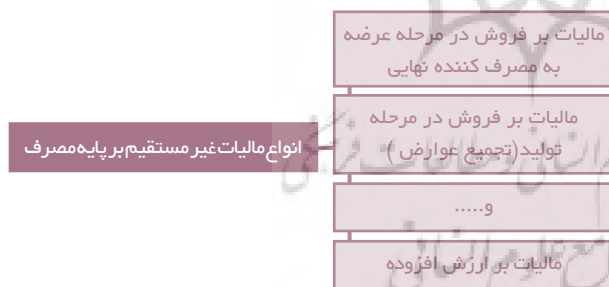 مالیات بر فروش در مرحله عرضه
به مصرف کننده نهایی
مالیات بر فروش در مرحله
تولید(تجمیع عوارض )
انواع مالیات غیر مستقیم بر پایه مصرف
و.....
مالیات بر ارزش افزوده